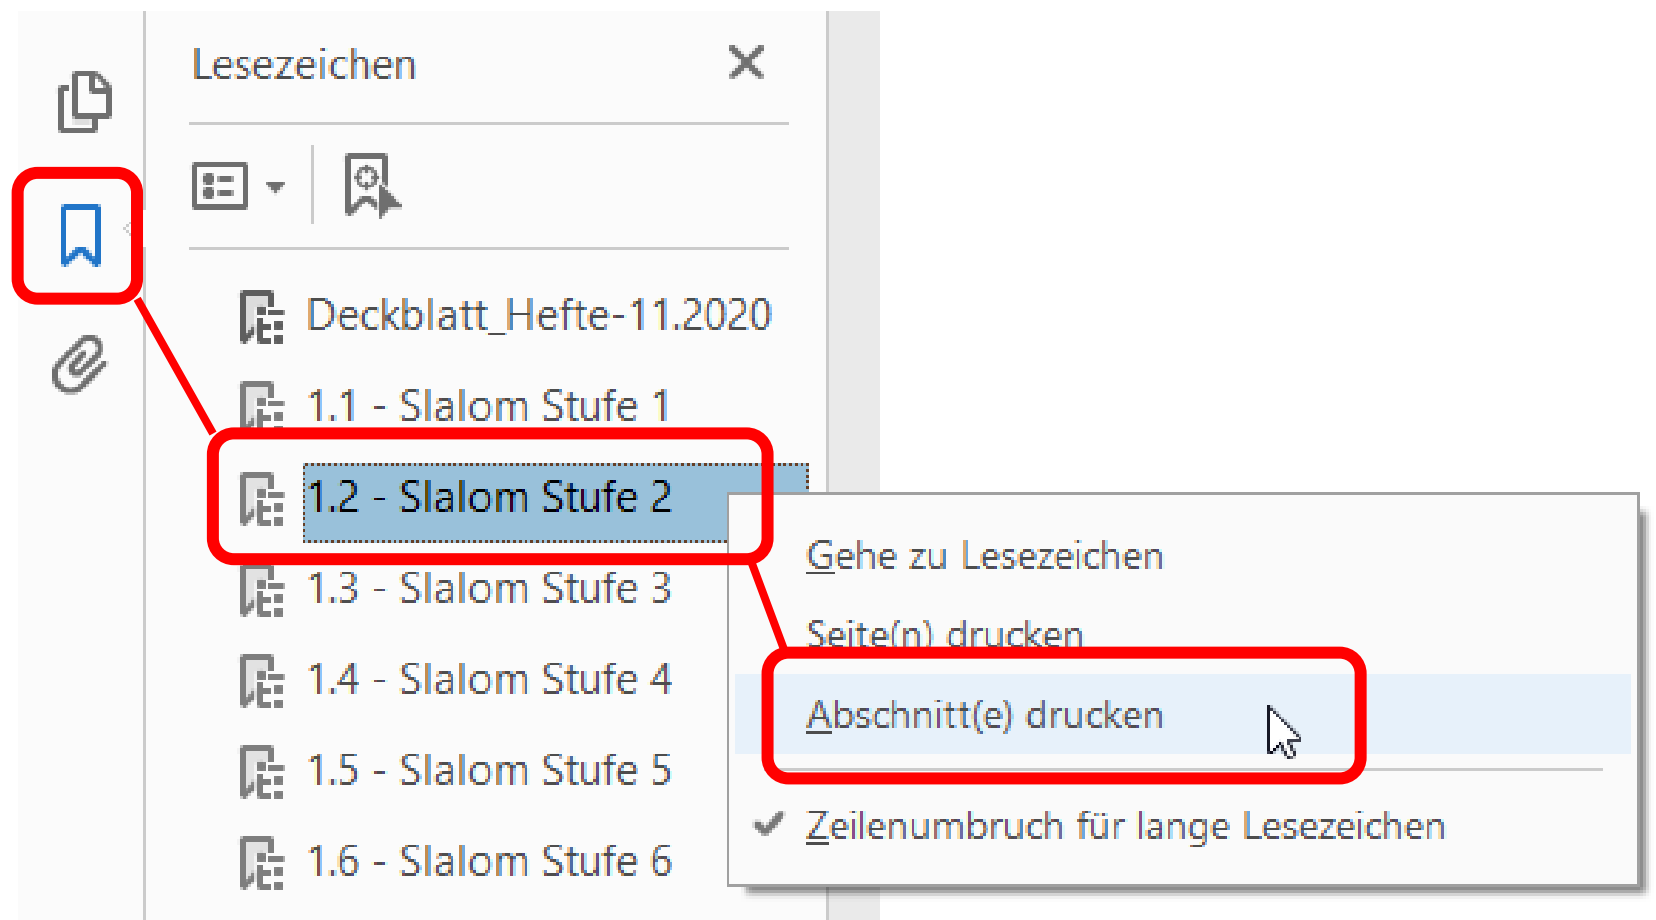 Lesezeichen
Deckblatt_Hefte-11.2020
1.1 - Slalom Stufe 1
1.2 - Slalom Stufe 2
1.3 - Slalom Stufe 3
1.4 - Slalom Stufe 4
1.5 - Slalom Stufe 5
1.6 - Slalom Stufe 6
Gehe zu Lesezeichen
Seite(n) drucken
Abschnitt(e) drucken
Zeilenumbruch für lange Lesezeichen